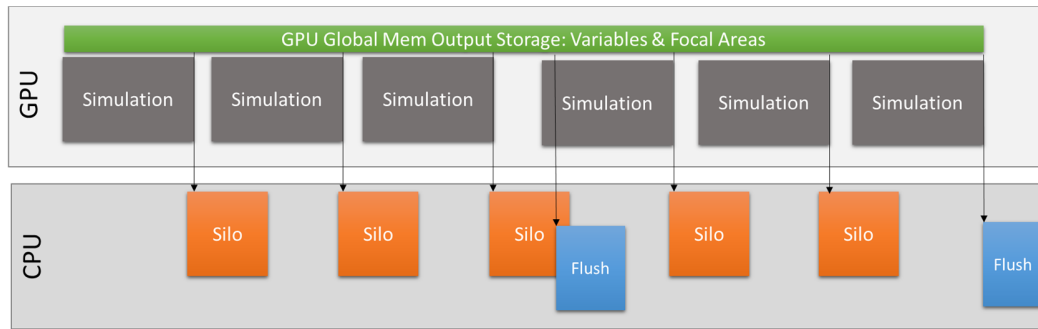 GPU
GPU Global Mem Output Storage: Variables & Focal Areas
Simulation
Simulation
Simulation
Simulation
Simulation
Simulation
CPU
Silo
Silo
Silo
Silo
Silo
Flush
Flush